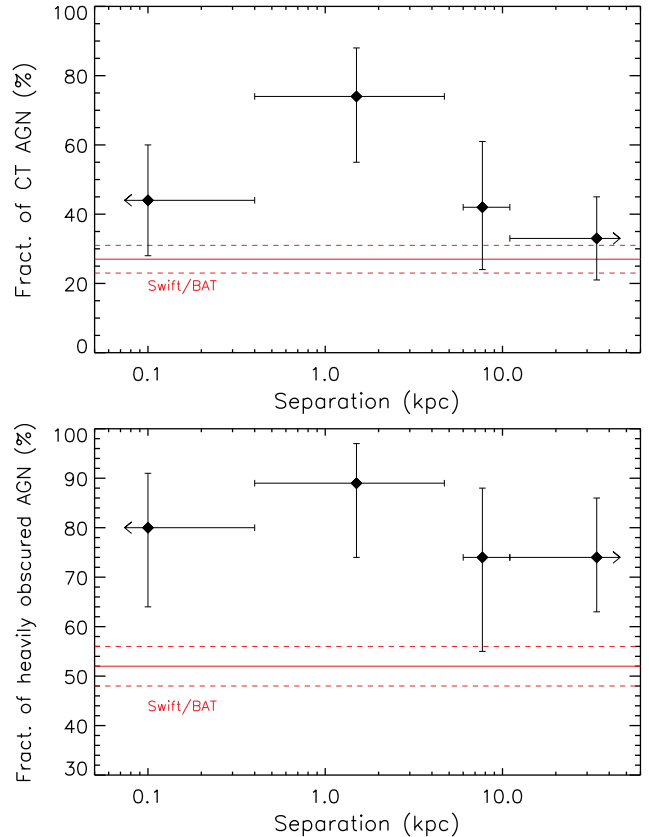 Fract. of CT AGN (%)
100
80
60
40
20
0
Swift/BAT
0.1 1.0 10.0
Separation (kpc)
Fract. of heavily obscured AGN (%)
100
90
80
70
60
50
40
30
Swift/BAT
0.1 1.0 10.0
Separation (kpc)